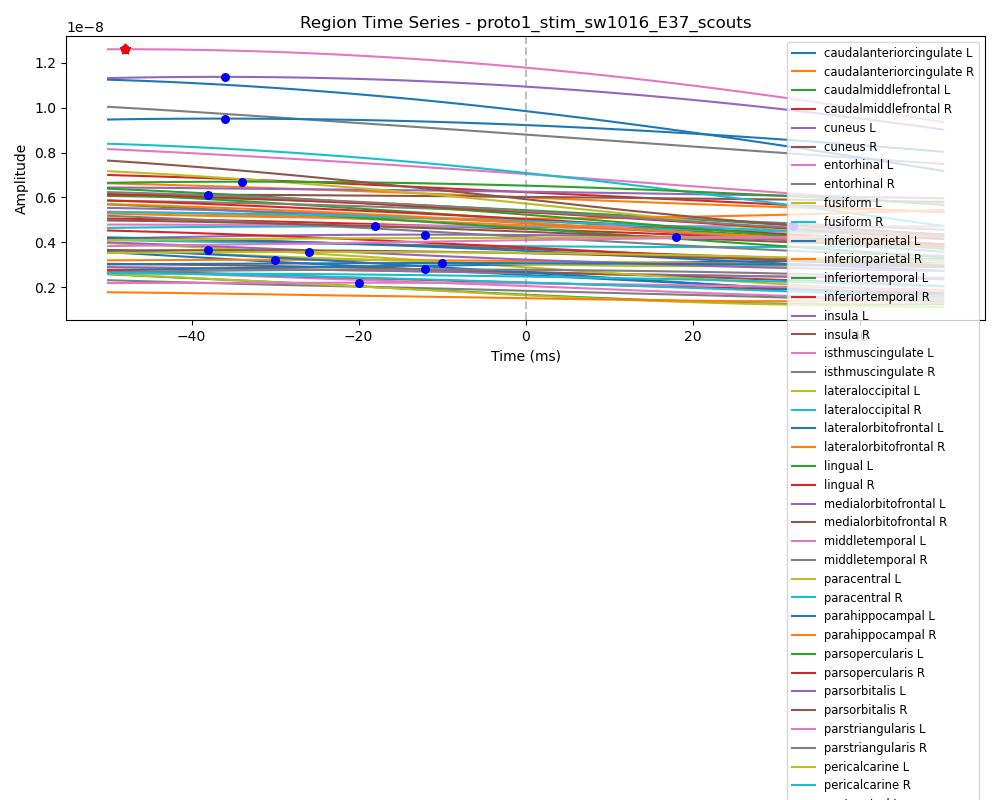 Region Time Series - proto1_stim_sw1016_E37_scouts
1e−8
Amplitude
1.2
1.0
0.8
0.6
0.4
0.2
−40
−20
0
20
Time (ms)
caudalanteriorcingulate L
caudalanteriorcingulate R
caudalmiddlefrontal L
caudalmiddlefrontal R
cuneus L
cuneus R
entorhinal L
entorhinal R
fusiform L
fusiform R
inferiorparietal L
inferiorparietal R
inferiortemporal L
inferiortemporal R
insula L
insula R
isthmuscingulate L
isthmuscingulate R
lateraloccipital L
lateraloccipital R
lateralorbitofrontal L
lateralorbitofrontal R
lingual L
lingual R
medialorbitofrontal L
medialorbitofrontal R
middletemporal L
middletemporal R
paracentral L
paracentral R
parahippocampal L
parahippocampal R
parsopercularis L
parsopercularis R
parsorbitalis L
parsorbitalis R
parstriangularis L
parstriangularis R
pericalcarine L
pericalcarine R